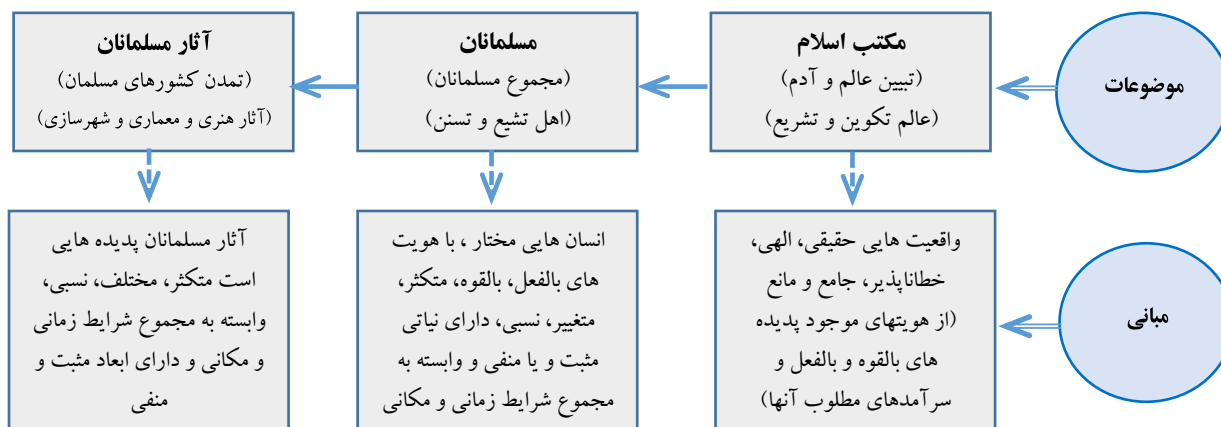 موضوعات
مکتب اسلام
(تبیین عالم و آدم)
(عالم تکوین و تشریع)
مسلمانان
(مجموع مسلمانان)
(اهل تشیع و تسنن)
آثار مسلمانان
(تمدن کشورهای مسلمان)
(آثار هنری و معماری و شهرسازی)
مبانی
واقعیت هایی حقیقی، الهی،
خطاناپذیر، جامع و مانع
(از هویتهای موجود پدیده
های بالقوه و بالفعل و
سرآمدهای مطلوب آنها)
انسان هایی مختار ، با هویت
های بالفعل، بالقوه، متکثر،
متغییر، نسبی، دارای نیاتی
مثبت و یا منفی و وابسته به
مجموع شرایط زمانی و مکانی
آثار مسلمانان پدیده هایی
است متکثر، مختلف، نسبی،
وابسته به مجموع شرایط زمانی
و مکانی و دارای ابعاد مثبت و
منفی